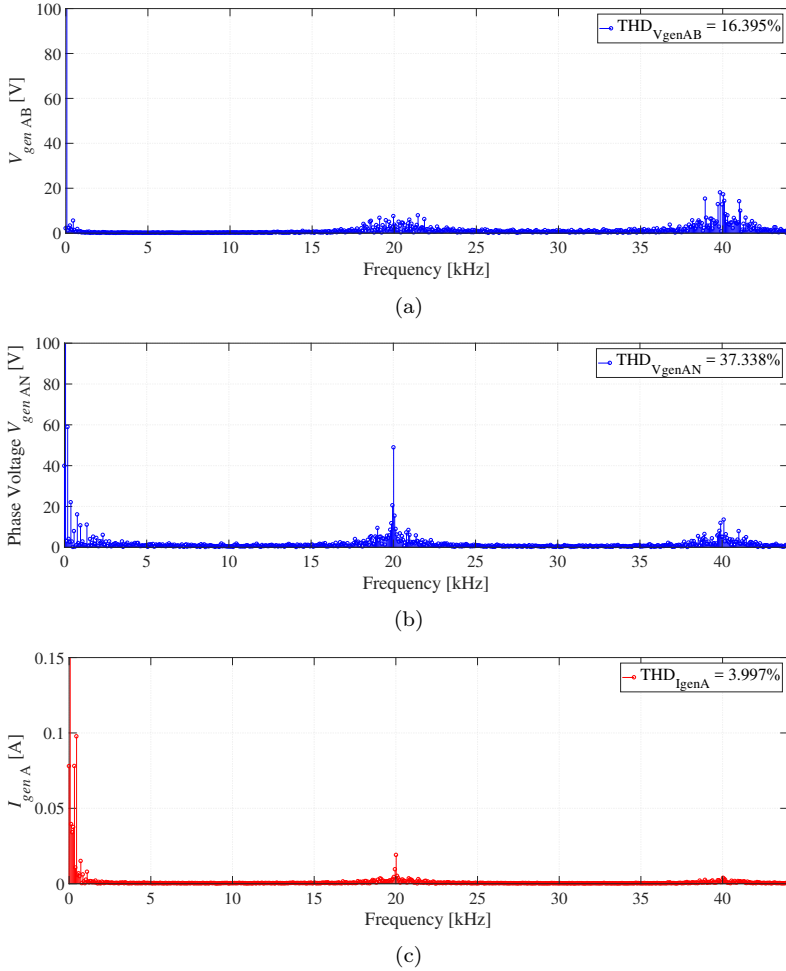 100
80
60
40
20
0
V_gen AB [V]
THD_VgenAB = 16.395%
0 5 10 15 20 25 30 35 40
Frequency [kHz]
(a)
100
80
60
40
20
0
Phase Voltage V_gen AN [V]
THD_VgenAN = 37.338%
0 5 10 15 20 25 30 35 40
Frequency [kHz]
(b)
0.15
0.1
0.05
0
I_gen A [A]
THD_IgenA = 3.997%
0 5 10 15 20 25 30 35 40
Frequency [kHz]
(c)